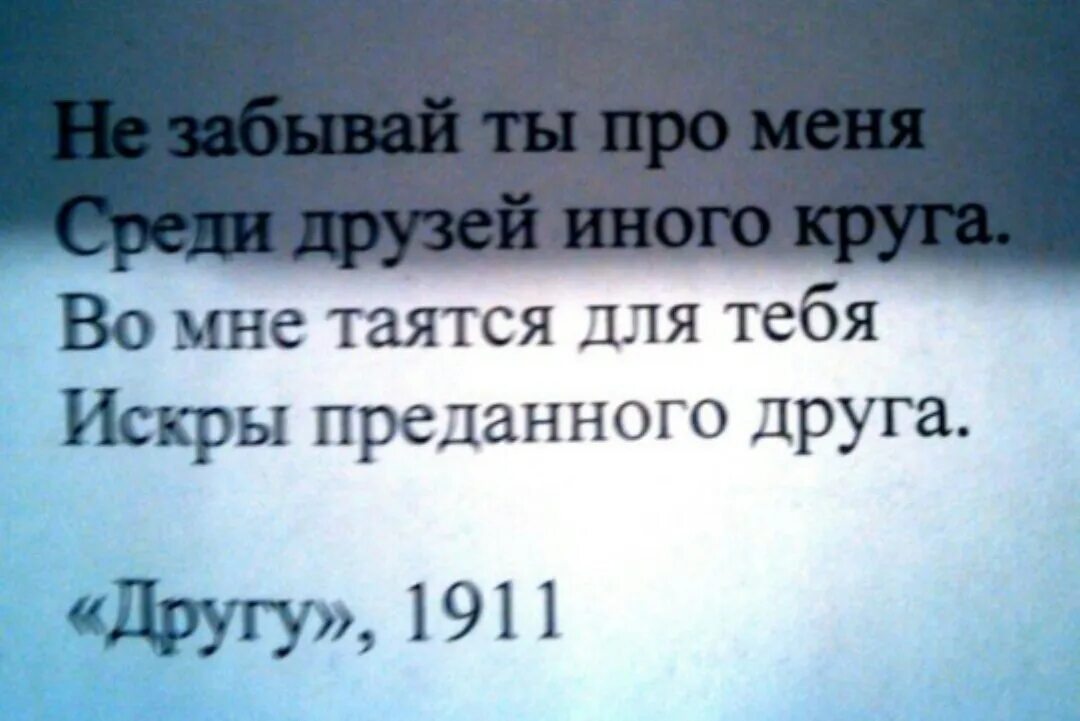 Не забывай ты про меня
Среди друзей иного круга.
Во мне таятся для тебя
Искры преданного друга.
«Другу», 1911